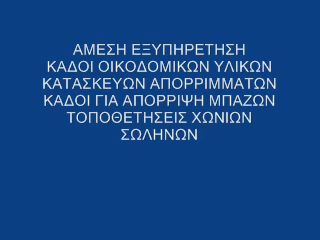 ΑΜΕΣΗ ΕΞΥΠΗΡΕΤΗΣΗ
ΚΑΔΟΙ ΟΙΚΟΔΟΜΙΚΩΝ ΥΛΙΚΩΝ
ΚΑΤΑΣΚΕΥΩΝ ΑΠΟΡΡΙΜΜΑΤΩΝ
ΚΑΔΟΙ ΓΙΑ ΑΠΟΡΡΙΨΗ ΜΠΑΖΩΝ
ΤΟΠΟΘΕΤΗΣΕΙΣ ΧΩΝΙΩΝ
ΣΩΛΗΝΩΝ